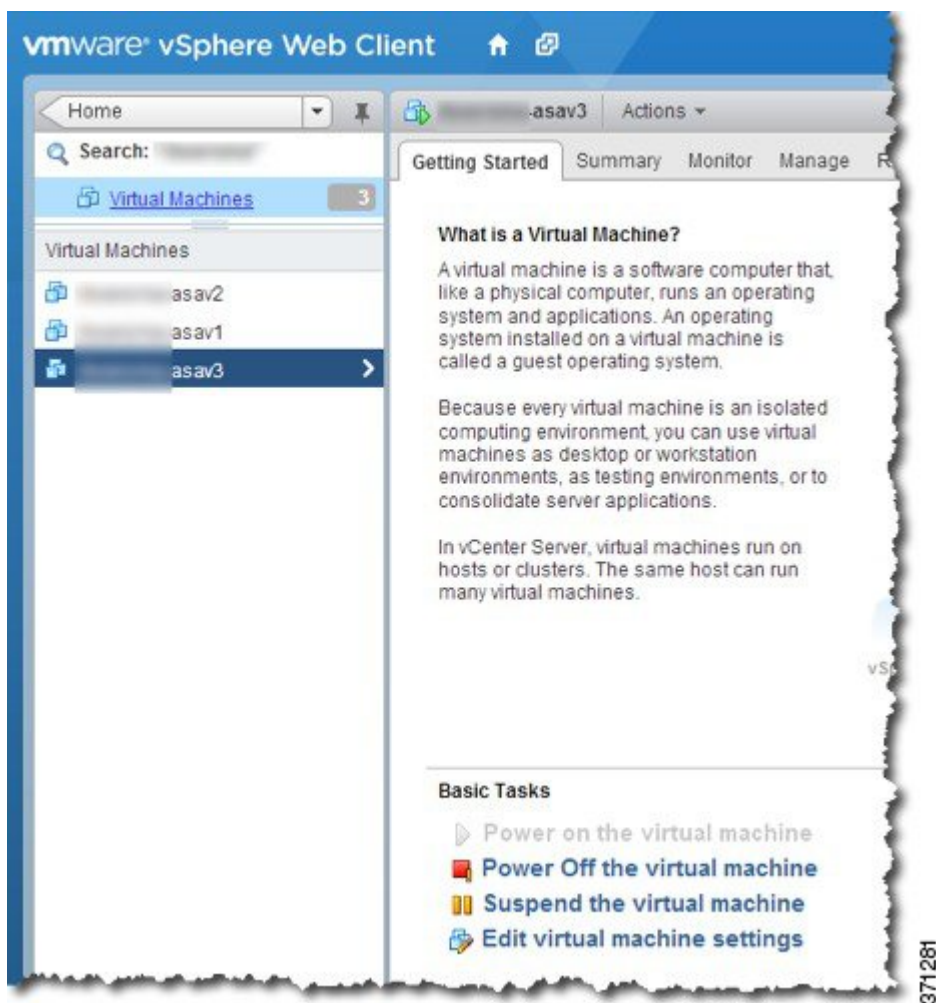 vmware® vSphere Web Client
Home
Search:
Virtual Machines 3
Virtual Machines
asav2
asav1
asav3
asav3 Actions
Getting Started Summary Monitor Manage R
What is a Virtual Machine?
A virtual machine is a software computer that,
like a physical computer, runs an operating
system and applications. An operating
system installed on a virtual machine is
called a guest operating system.
Because every virtual machine is an isolated
computing environment, you can use virtual
machines as desktop or workstation
environments, as testing environments, or to
consolidate server applications.
In vCenter Server, virtual machines run on
hosts or clusters. The same host can run
many virtual machines.
vSp
Basic Tasks
Power on the virtual machine
Power Off the virtual machine
Suspend the virtual machine
Edit virtual machine settings
371281